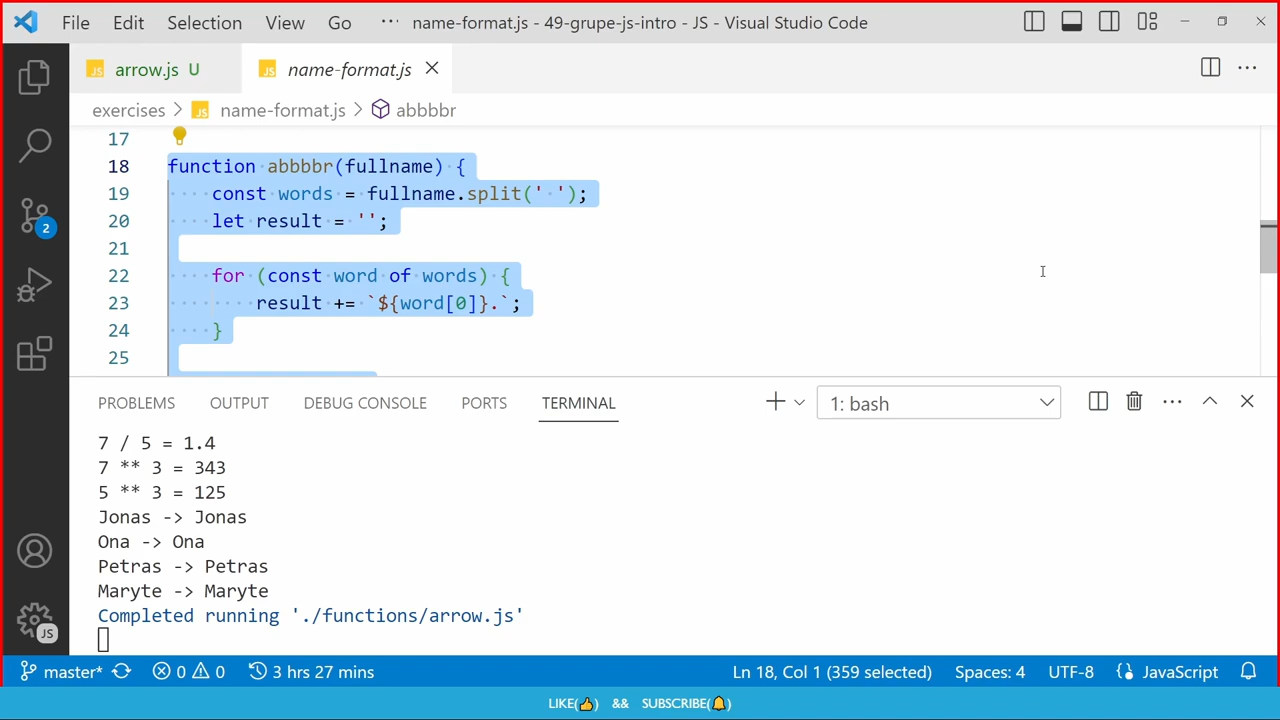 File Edit Selection View Go ··· name-format.js - 49-grupe-js-intro - JS - Visual Studio Code
JS arrow.js U JS name-format.js
exercises > JS name-format.js > abbbbr
17
18 function abbbbr(fullname) {
19 const words = fullname.split(' ');
20 let result = '';
21
22 for (const word of words) {
23 result += `${word[0]}.`;
24 }
25
2
PROBLEMS OUTPUT DEBUG CONSOLE PORTS TERMINAL 1: bash
7 / 5 = 1.4
7 ** 3 = 343
5 ** 3 = 125
Jonas -> Jonas
Ona -> Ona
Petras -> Petras
Maryte -> Maryte
Completed running './functions/arrow.js'
JS
master* 0 0 3 hrs 27 mins Ln 18, Col 1 (359 selected) Spaces: 4 UTF-8 {} JavaScript
LIKE(👍) && SUBSCRIBE(🔔)